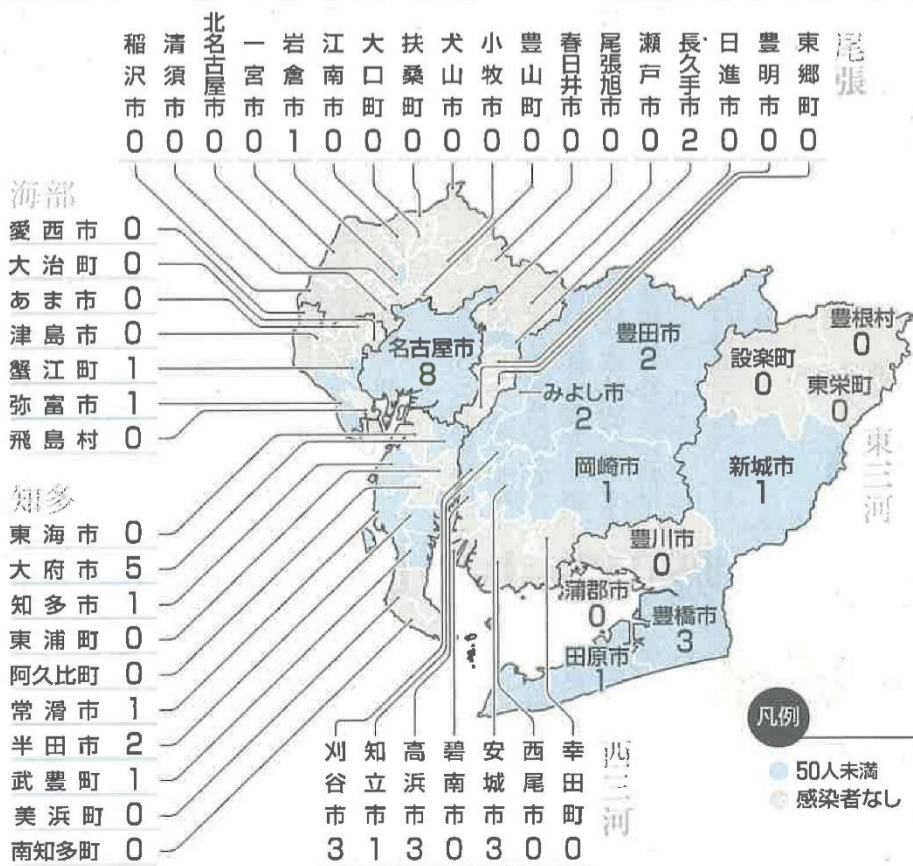 尾張
稲沢市 0
清須市 0
北名古屋市 0
一宮市 0
岩倉市 1
江南市 0
大口町 0
扶桑町 0
犬山市 0
小牧市 0
豊山町 0
春日井市 0
尾張旭市 0
瀬戸市 0
長久手市 2
日進市 0
豊明市 0
東郷町 0
海部
愛西市 0
大治町 0
あま市 0
津島市 0
蟹江町 1
弥富市 1
飛島村 0
知多
東海市 0
大府市 5
知多市 1
東浦町 0
阿久比町 0
常滑市 1
半田市 2
武豊町 1
美浜町 0
南知多町 0
名古屋市
8
豊田市
2
みよし市
2
岡崎市
1
設楽町
0
豊根村
0
東栄町
0
東三河
新城市
1
豊川市
0
蒲郡市
0
豊橋市
3
田原市
1
西三河
刈谷市 3
知立市 1
高浜市 3
碧南市 0
安城市 3
西尾市 0
幸田町 0
凡例
50人未満
感染者なし